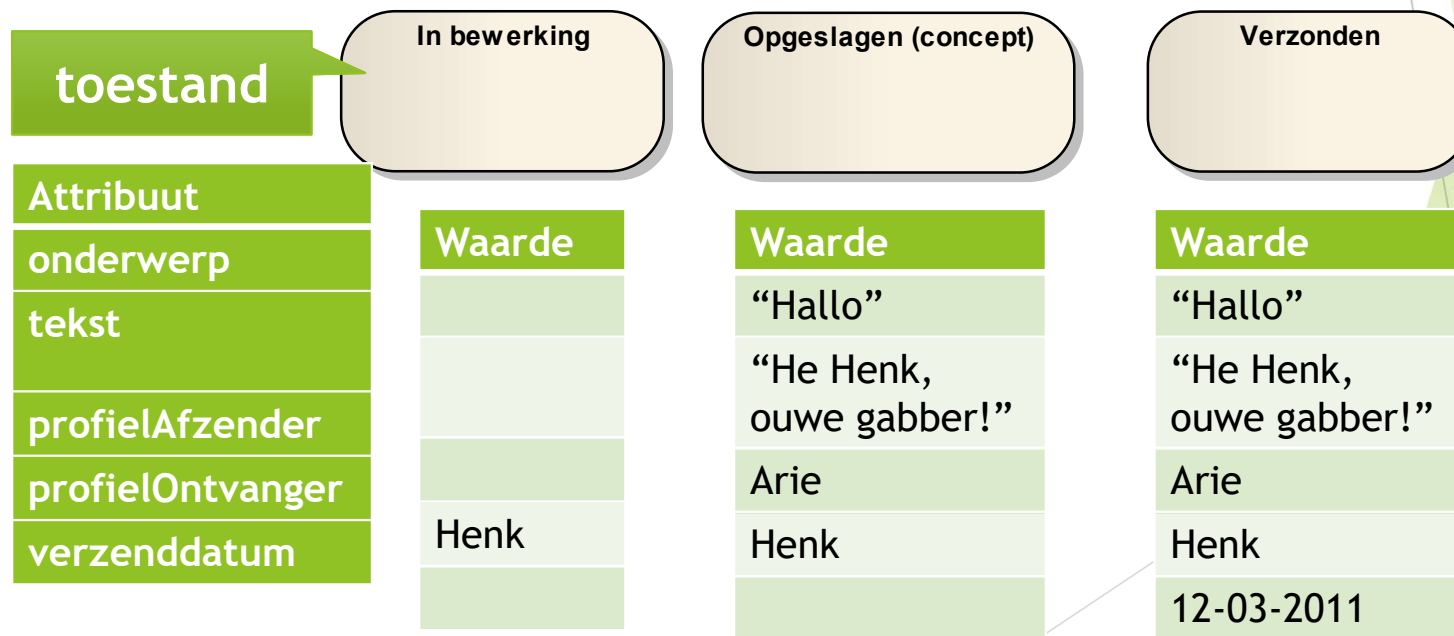 toestand
In bewerking
Opgeslagen (concept)
Verzonden
Attribuut
onderwerp
tekst
profielAfzender
profielOntvanger
verzenddatum
Waarde
Henk
Waarde
“Hallo”
“He Henk,
ouwe gabber!”
Arie
Henk
Waarde
“Hallo”
“He Henk,
ouwe gabber!”
Arie
Henk
12-03-2011